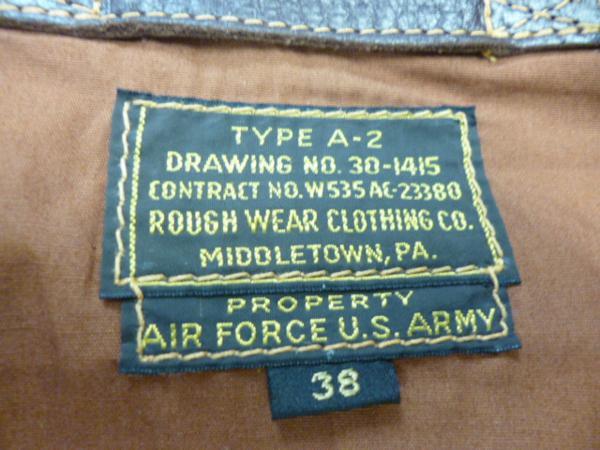 TYPE A-2
DRAWING NO. 30-1415
CONTRACT NO. W535 AC-23380
ROUGH WEAR CLOTHING CO.
MIDDLETOWN, PA.
PROPERTY
AIR FORCE U.S. ARMY
38